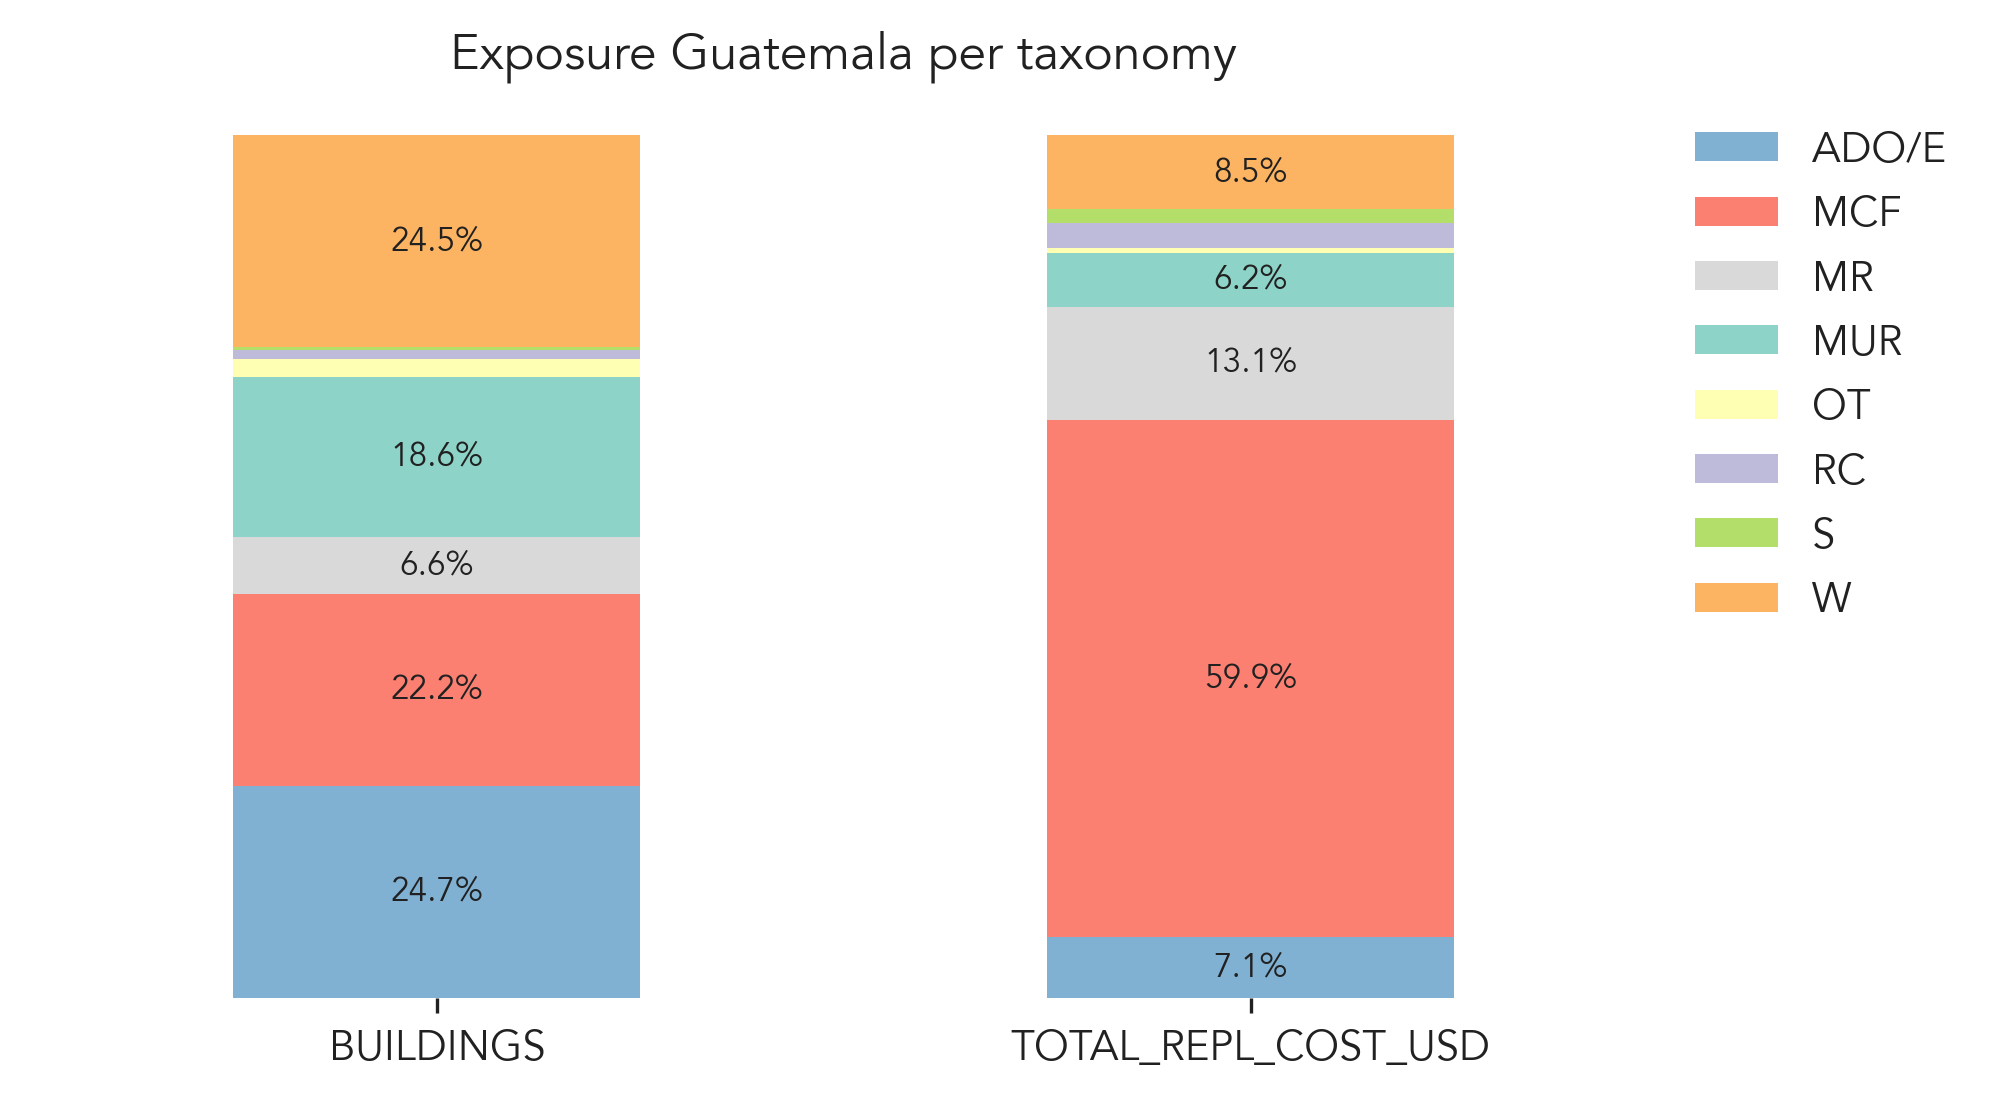 Exposure Guatemala per taxonomy
24.5%
18.6%
6.6%
22.2%
24.7%
BUILDINGS
8.5%
6.2%
13.1%
59.9%
7.1%
TOTAL_REPL_COST_USD
ADO/E
MCF
MR
MUR
OT
RC
S
W